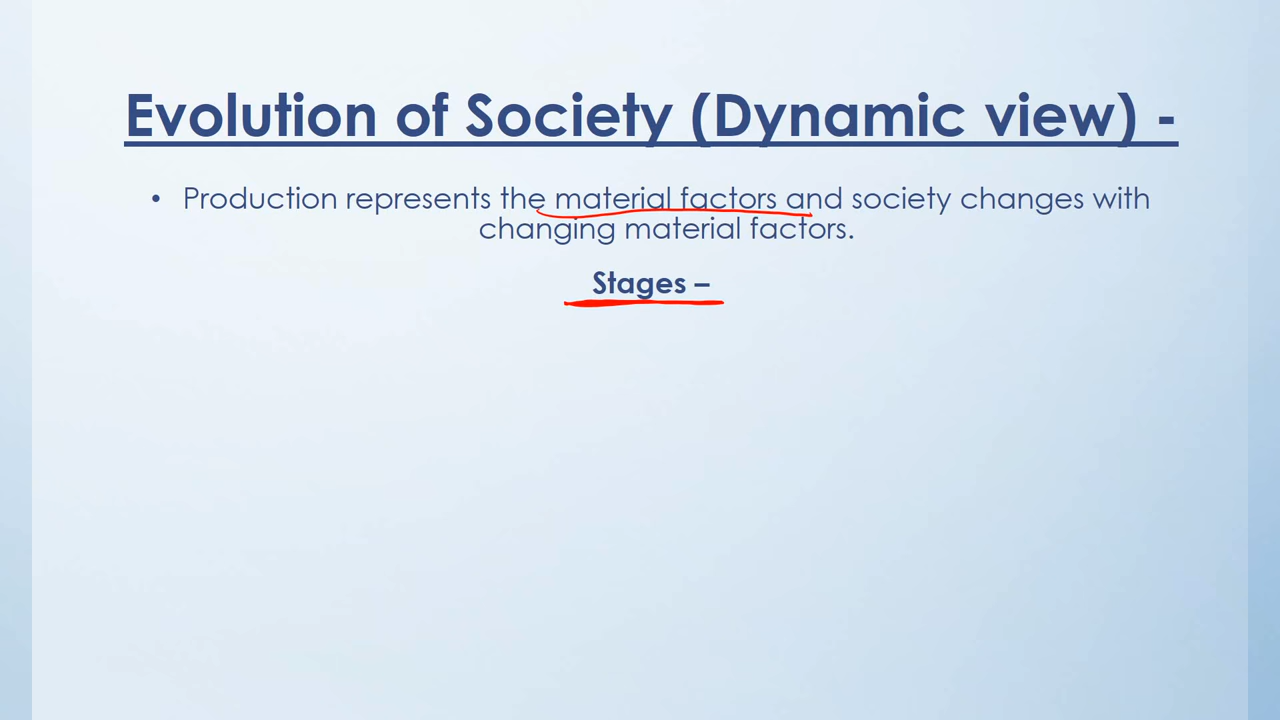 Evolution of Society (Dynamic view) -
• Production represents the material factors and society changes with
changing material factors.
Stages –